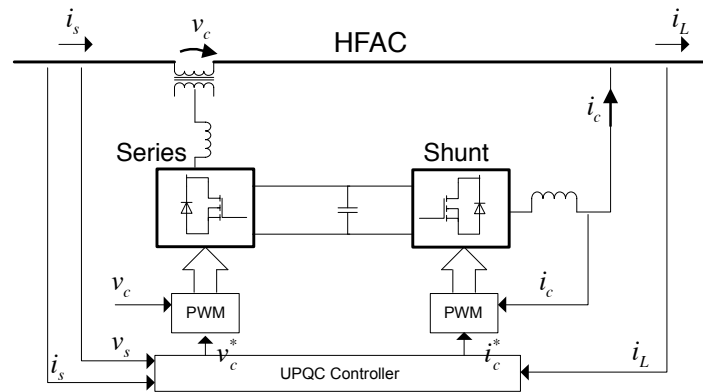 i_s
v_c
HFAC
i_L
i_c
Series
Shunt
v_c
PWM
PWM
i_c
v_s
v_c^*
i_c^*
i_L
i_s
UPQC Controller